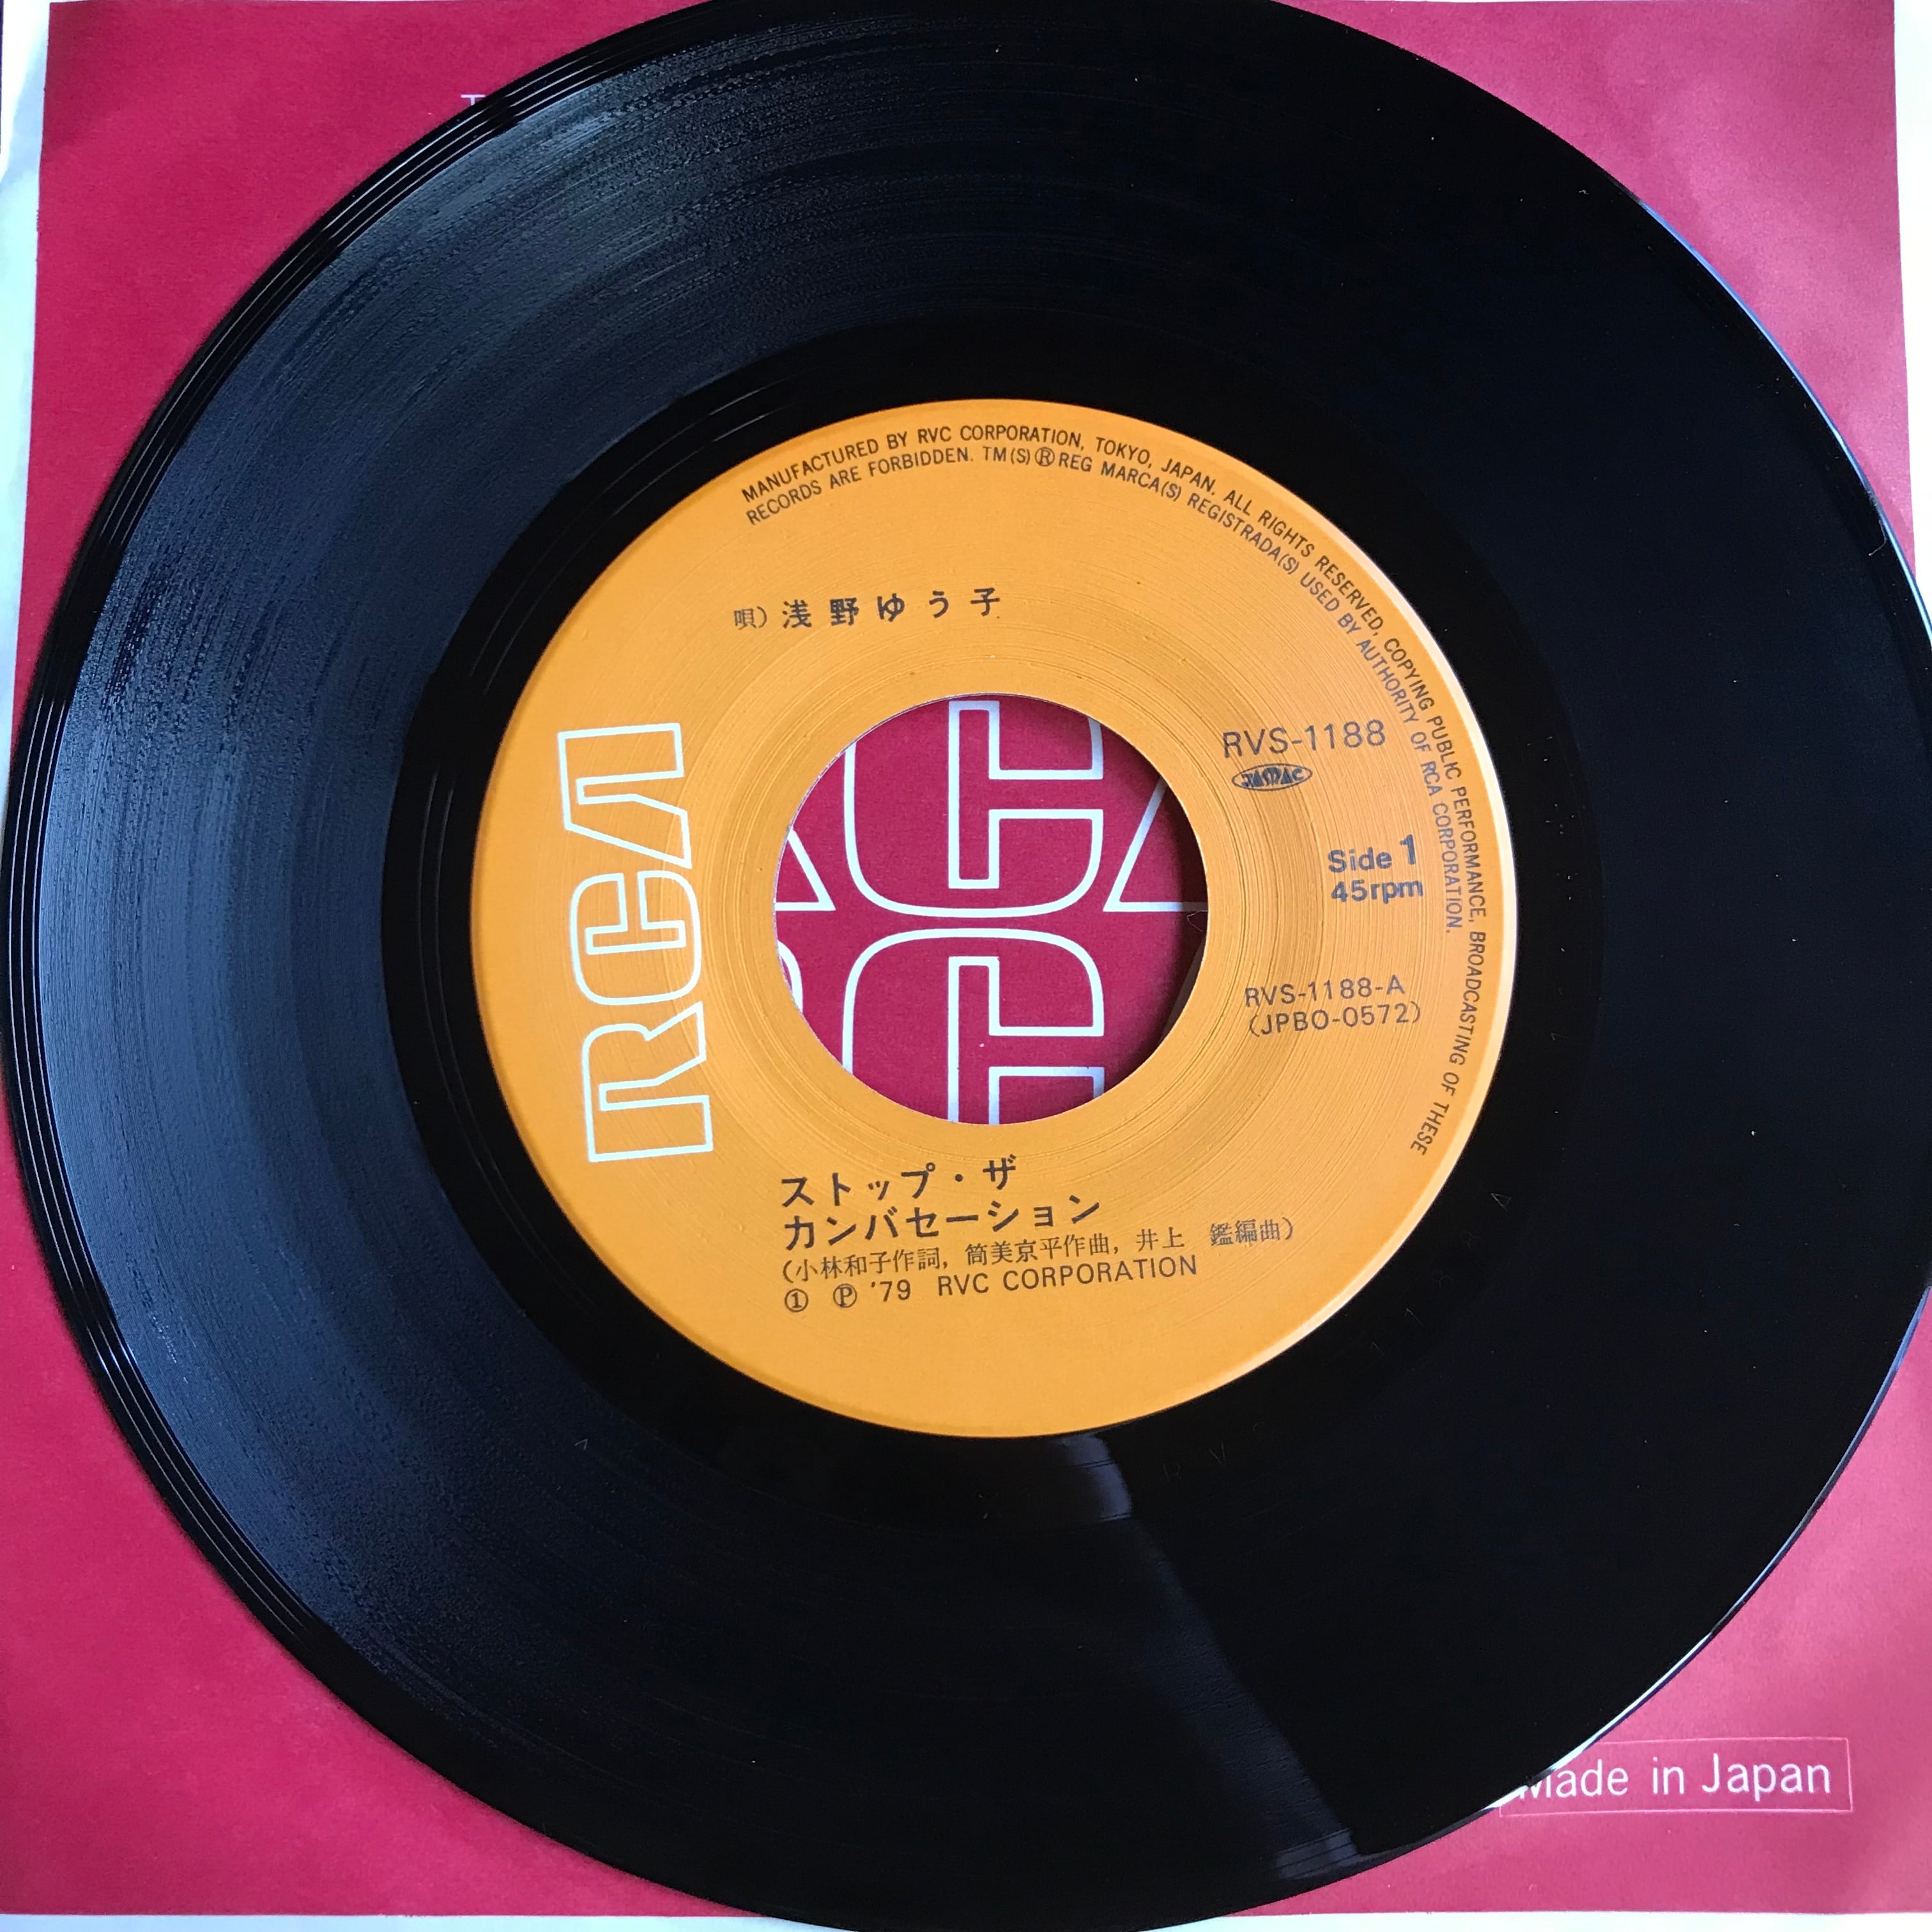 MANUFACTURED BY RVC CORPORATION, TOKYO, JAPAN. ALL RIGHTS RESERVED, COPYING PUBLIC PERFORMANCE, BROADCASTING OF THESE
RECORDS ARE FORBIDDEN. TM(S)®REG MARCA(S) REGISTRADA(S) USED BY AUTHORITY OF RCA CORPORATION.
唄) 浅野ゆう子
RCA
RVS-1188
JASRAC
Side 1
45rpm
RVS-1188-A
(JPBO-0572)
ストップ・ザ
カンバセーション
(小林和子作詞, 筒美京平作曲, 井上 鑑編曲)
① Ⓟ '79 RVC CORPORATION
Made in Japan